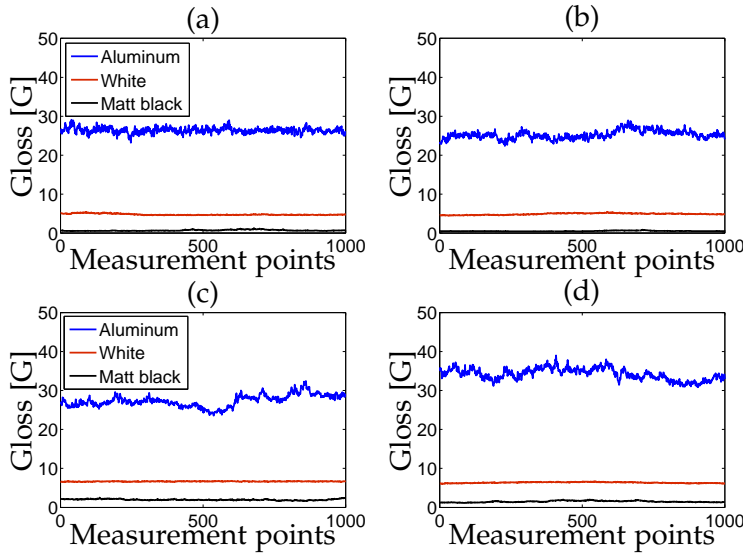 (a)
50
40
30
20
10
0
Gloss [G]
Aluminum
White
Matt black
0 500 1000
Measurement points
(b)
50
40
30
20
10
0
Gloss [G]
0 500 1000
Measurement points
(c)
50
40
30
20
10
0
Gloss [G]
Aluminum
White
Matt black
0 500 1000
Measurement points
(d)
50
40
30
20
10
0
Gloss [G]
0 500 1000
Measurement points